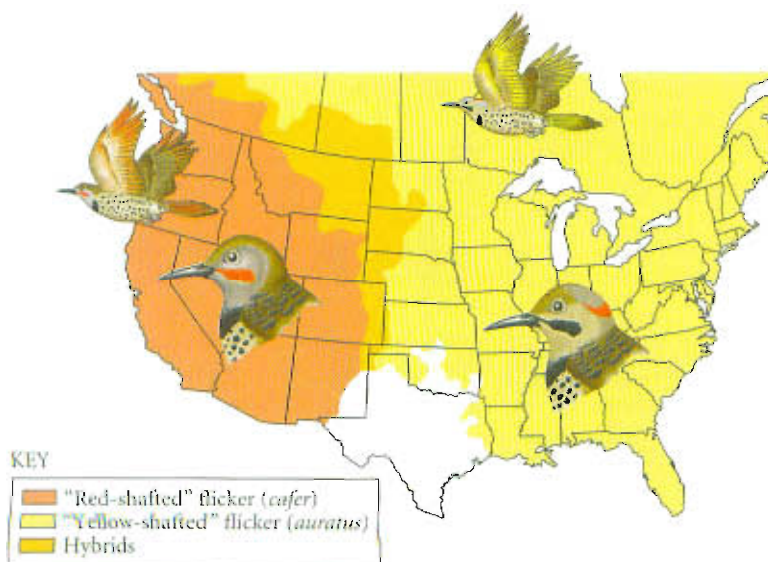 KEY
"Red-shafted" flicker (cafer)
"Yellow-shafted" flicker (auratus)
Hybrids